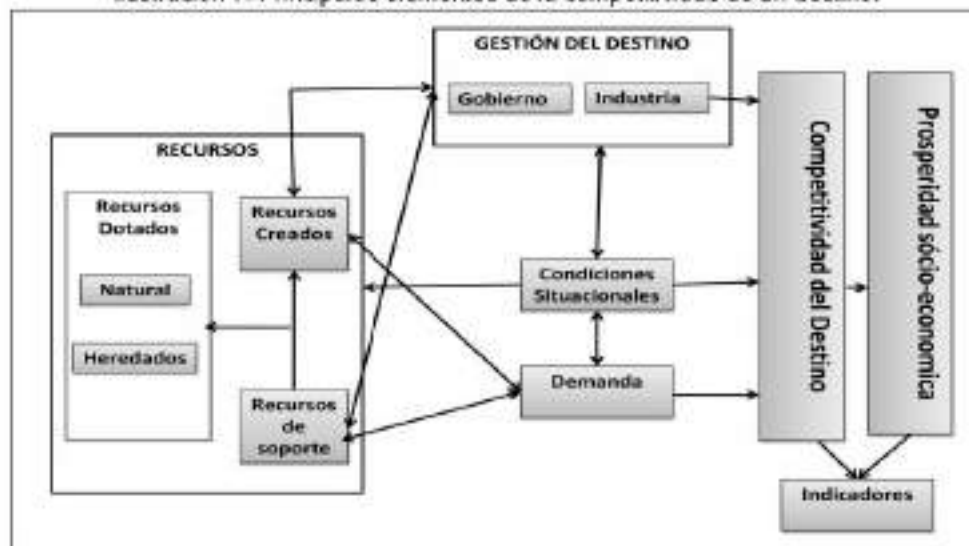 GESTIÓN DEL DESTINO
Gobierno
Industria
RECURSOS
Recursos
Dotados
Natural
Heredados
Recursos
Creados
Recursos
de
soporte
Condiciones
Situacionales
Demanda
Competitividad del Destino
Prosperidad sócio-economica
Indicadores